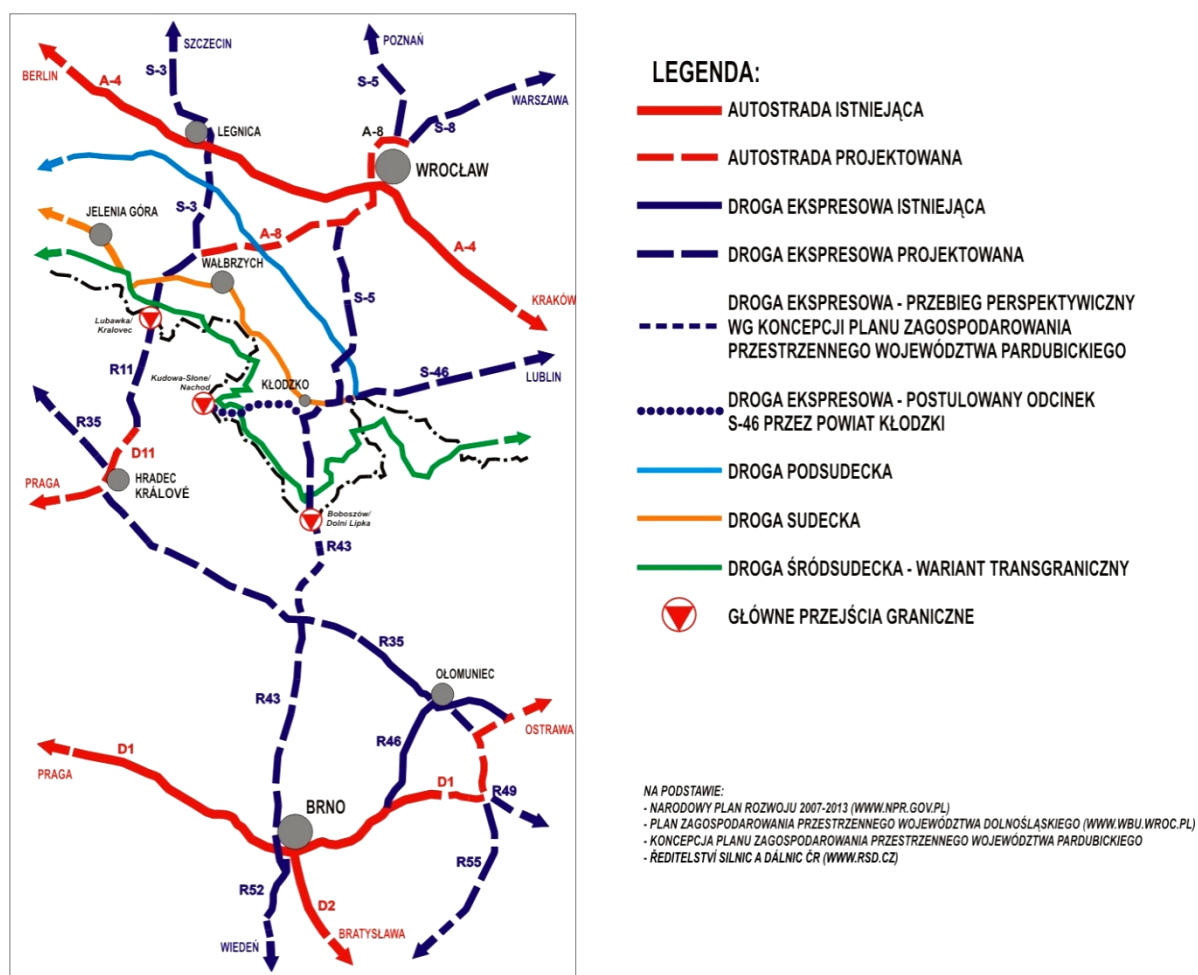 SZCZECIN
POZNAŃ
S-3
BERLIN
A-4
S-5
WARSZAWA
A-8
S-8
LEGNICA
WROCŁAW
JELENIA GÓRA
S-3
A-8
A-4
WAŁBRZYCH
S-5
KRAKÓW
Lubawka/
Kralovec
R11
Kudowa-Słone/
Nachod
KŁODZKO
S-46
LUBLIN
R35
D11
PRAGA
HRADEC
KRÁLOVÉ
Boboszów/
Dolni Lipka
R43
R35
OŁOMUNIEC
R43
OSTRAWA
R46
D1
PRAGA
D1
R49
BRNO
R55
R52
D2
WIEDEŃ
BRATYSŁAWA
LEGENDA:
AUTOSTRADA ISTNIEJĄCA
AUTOSTRADA PROJEKTOWANA
DROGA EKSPRESOWA ISTNIEJĄCA
DROGA EKSPRESOWA PROJEKTOWANA
DROGA EKSPRESOWA - PRZEBIEG PERSPEKTYWICZNY
WG KONCEPCJI PLANU ZAGOSPODAROWANIA
PRZESTRZENNEGO WOJEWÓDZTWA PARDUBICKIEGO
DROGA EKSPRESOWA - POSTULOWANY ODCINEK
S-46 PRZEZ POWIAT KŁODZKI
DROGA PODSUDECKA
DROGA SUDECKA
DROGA ŚRÓDSUDECKA - WARIANT TRANSGRANICZNY
GŁÓWNE PRZEJŚCIA GRANICZNE
NA PODSTAWIE:
- NARODOWY PLAN ROZWOJU 2007-2013 (WWW.NPR.GOV.PL)
- PLAN ZAGOSPODAROWANIA PRZESTRZENNEGO WOJEWÓDZTWA DOLNOŚLĄSKIEGO (WWW.WBU.WROC.PL)
- KONCEPCJA PLANU ZAGOSPODAROWANIA PRZESTRZENNEGO WOJEWÓDZTWA PARDUBICKIEGO
- ŘEDITELSTVÍ SILNIC A DÁLNIC ČR (WWW.RSD.CZ)